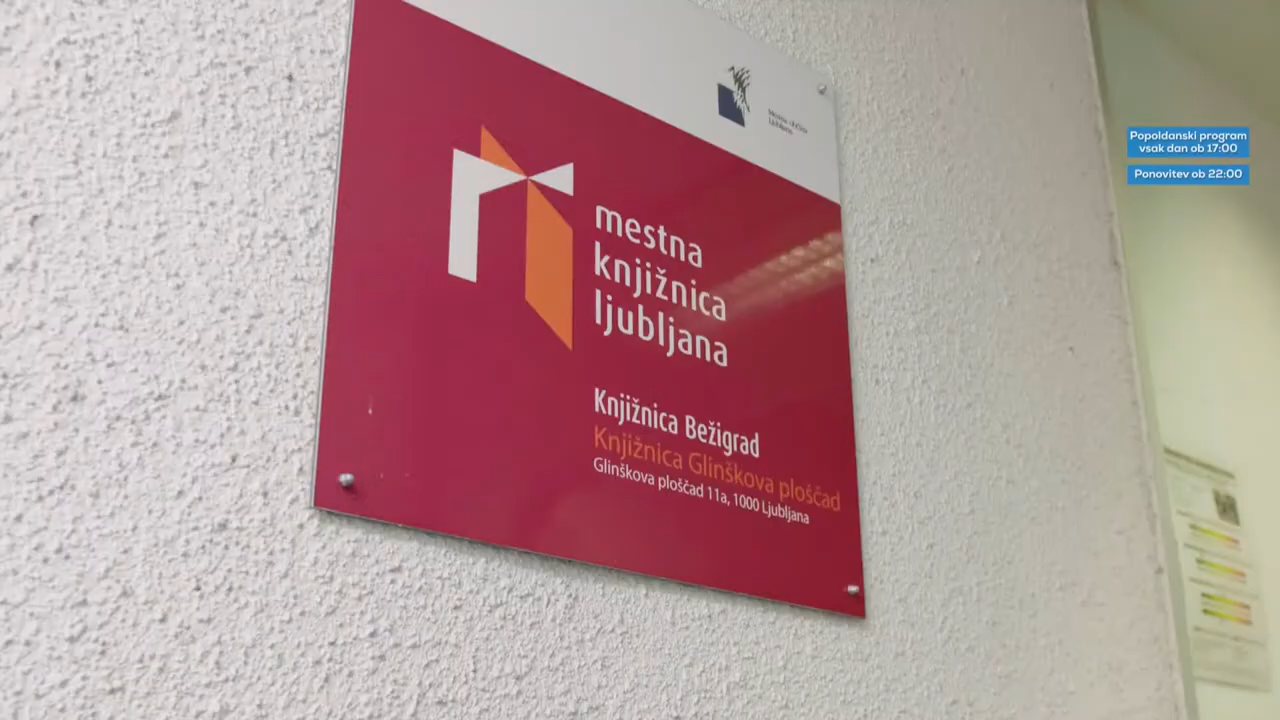 mestna
knjižnica
ljubljana
Knjižnica Bežigrad
Knjižnica Glinškova ploščad
Glinškova ploščad 11a, 1000 Ljubljana
Popoldanski program
vsak dan ob 17:00
Ponovitev ob 22:00